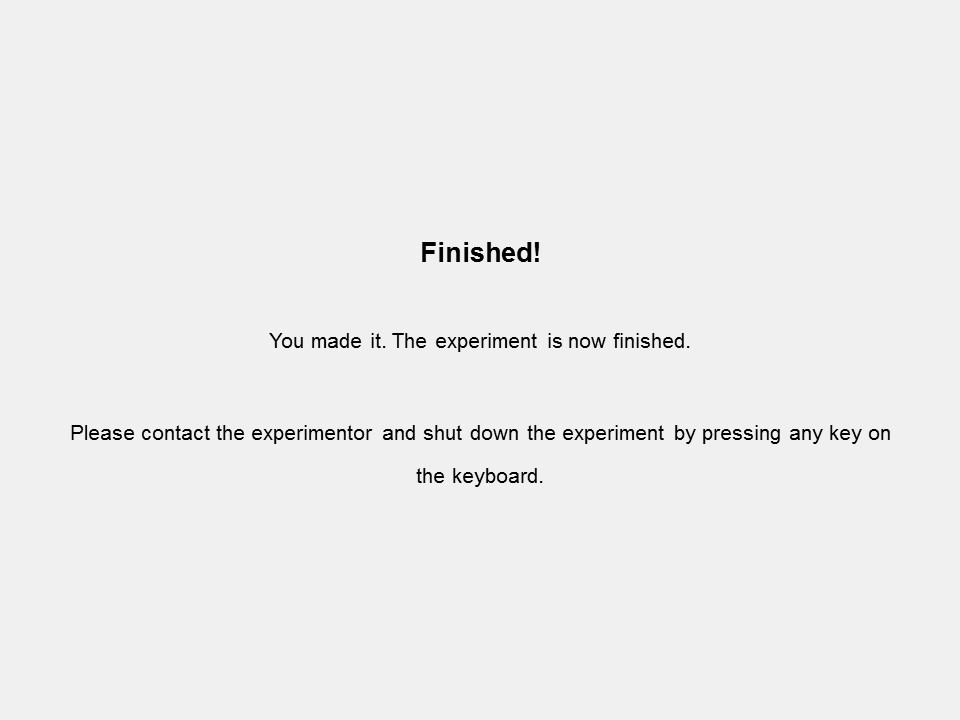 Finished!
You made it. The experiment is now finished.
Please contact the experimentor and shut down the experiment by pressing any key on
the keyboard.